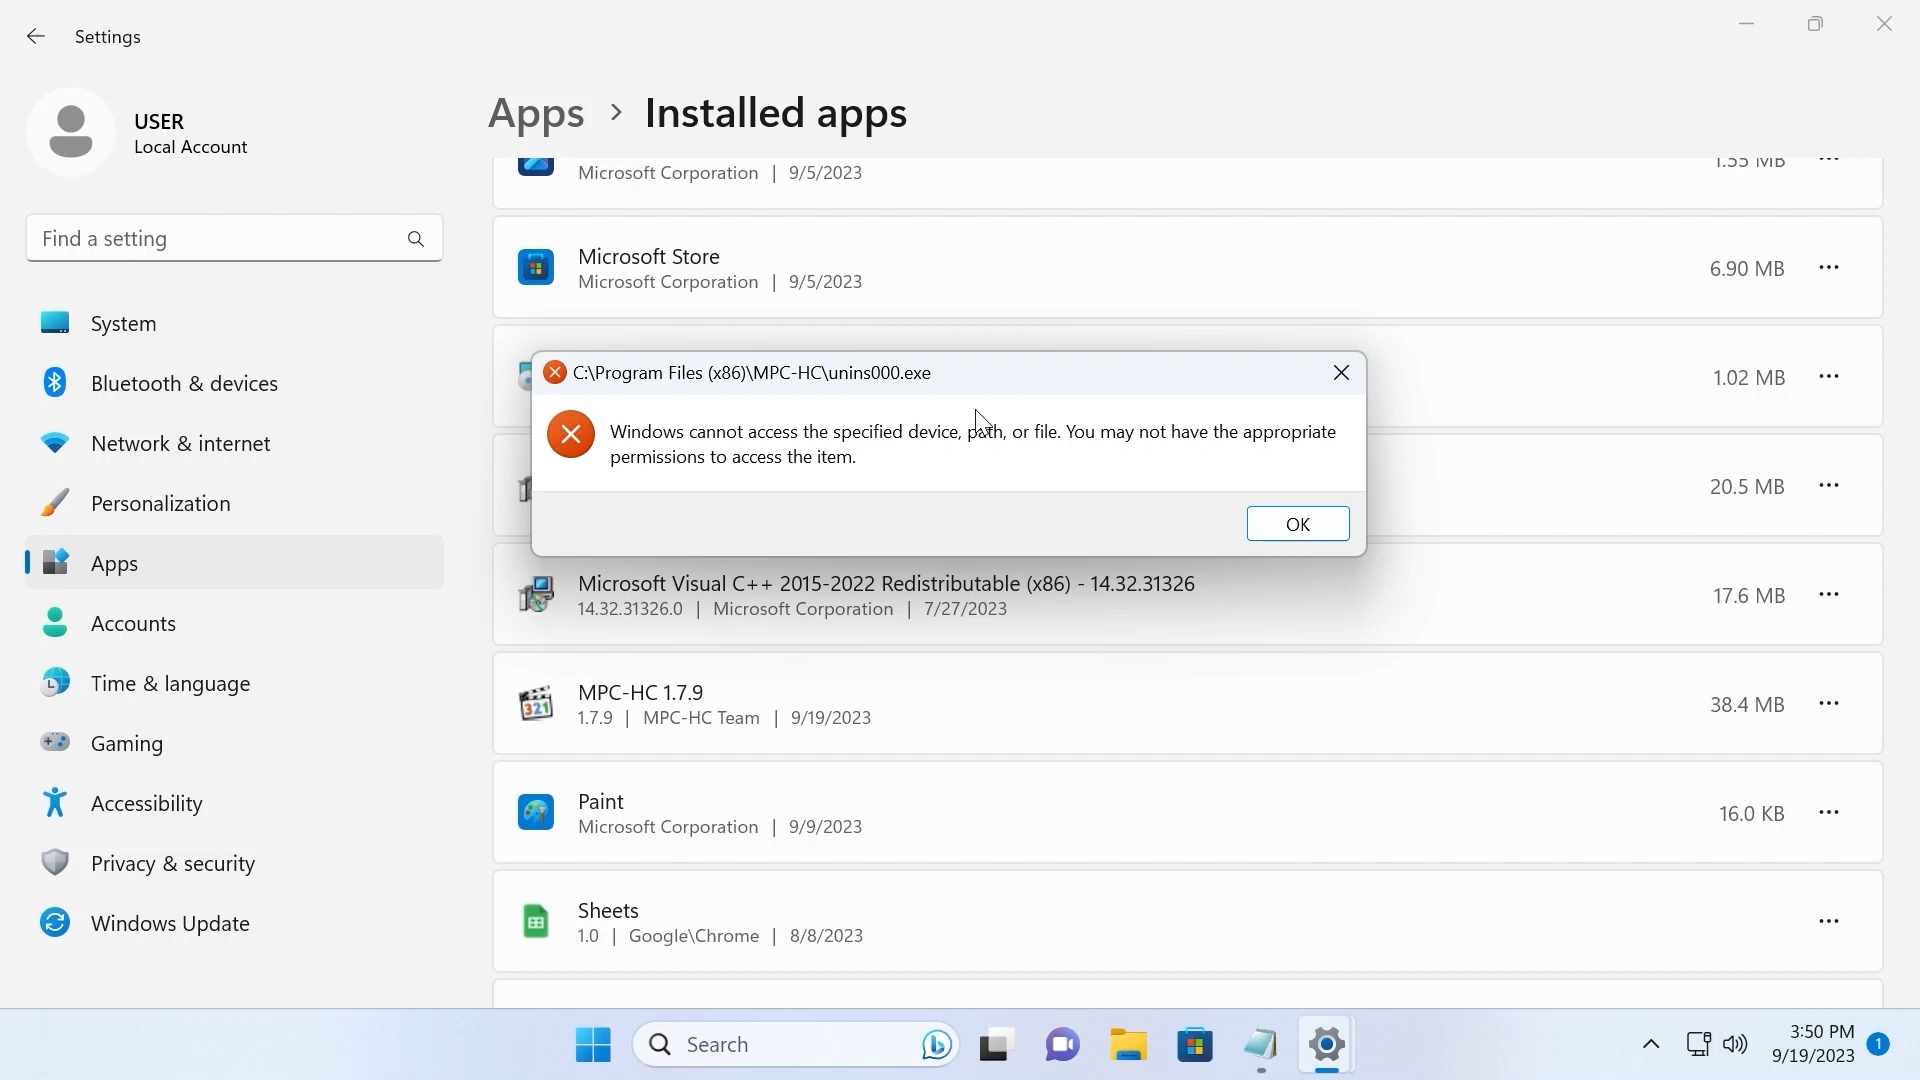 Settings
USER
Local Account
Find a setting
System
Bluetooth & devices
Network & internet
Personalization
Apps
Accounts
Time & language
Gaming
Accessibility
Privacy & security
Windows Update
Apps > Installed apps
Microsoft Corporation | 9/5/2023
1.55 MB
Microsoft Store
Microsoft Corporation | 9/5/2023
6.90 MB
1.02 MB
20.5 MB
C:\Program Files (x86)\MPC-HC\unins000.exe
Windows cannot access the specified device, path, or file. You may not have the appropriate
permissions to access the item.
OK
Microsoft Visual C++ 2015-2022 Redistributable (x86) - 14.32.31326
14.32.31326.0 | Microsoft Corporation | 7/27/2023
17.6 MB
MPC-HC 1.7.9
1.7.9 | MPC-HC Team | 9/19/2023
38.4 MB
321
Paint
Microsoft Corporation | 9/9/2023
16.0 KB
Sheets
1.0 | Google\Chrome | 8/8/2023
Search
3:50 PM
9/19/2023
1